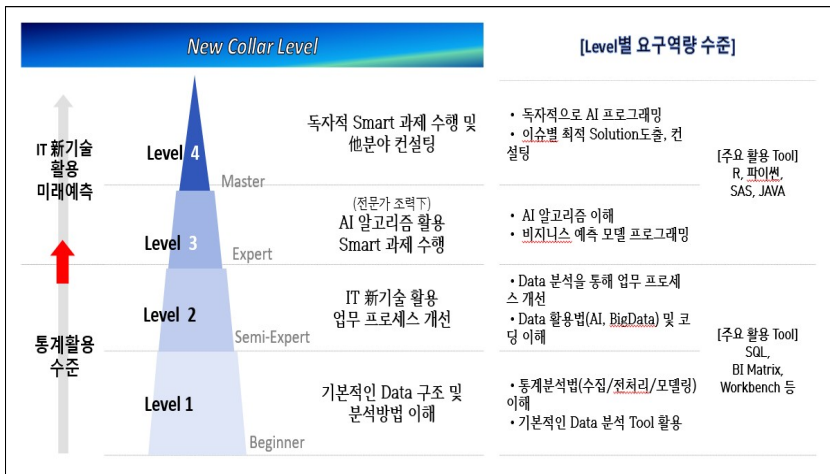 New Collar Level
[Level별 요구역량 수준]
IT 新기술
활용
미래예측
통계활용
수준
Level 4
Master
독자적 Smart 과제 수행 및
他분야 컨설팅
• 독자적으로 AI 프로그래밍
• 이슈별 최적 Solution도출, 컨
설팅
[주요 활용 Tool]
R, 파이썬,
SAS, JAVA
Level 3
Expert
(전문가 조력下)
AI 알고리즘 활용
Smart 과제 수행
• AI 알고리즘 이해
• 비지니스 예측 모델 프로그래밍
Level 2
Semi-Expert
IT 新기술 활용
업무 프로세스 개선
• Data 분석을 통해 업무 프로세
스 개선
• Data 활용법(AI, BigData) 및 코
딩 이해
[주요 활용 Tool]
SQL,
BI Matrix,
Workbench 등
Level 1
Beginner
기본적인 Data 구조 및
분석방법 이해
• 통계분석법(수집/전처리/모델링)
이해
• 기본적인 Data 분석 Tool 활용